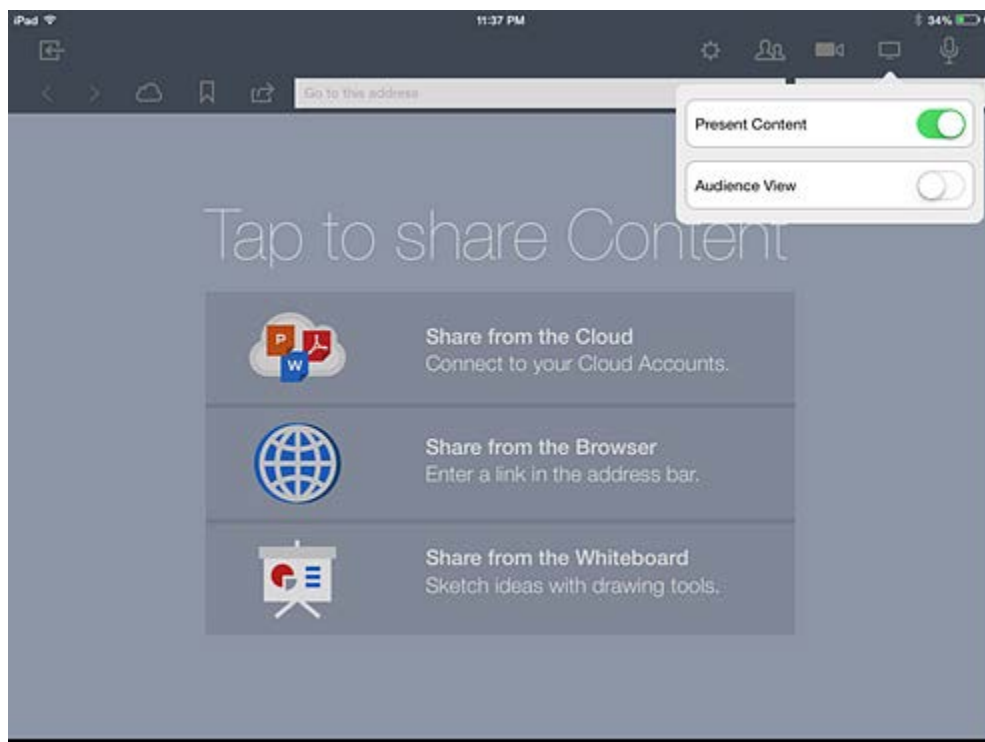 iPad 11:37 PM 34%
Go to this address
Present Content
Audience View
Tap to share Content
P
W
Share from the Cloud
Connect to your Cloud Accounts.
Share from the Browser
Enter a link in the address bar.
Share from the Whiteboard
Sketch ideas with drawing tools.